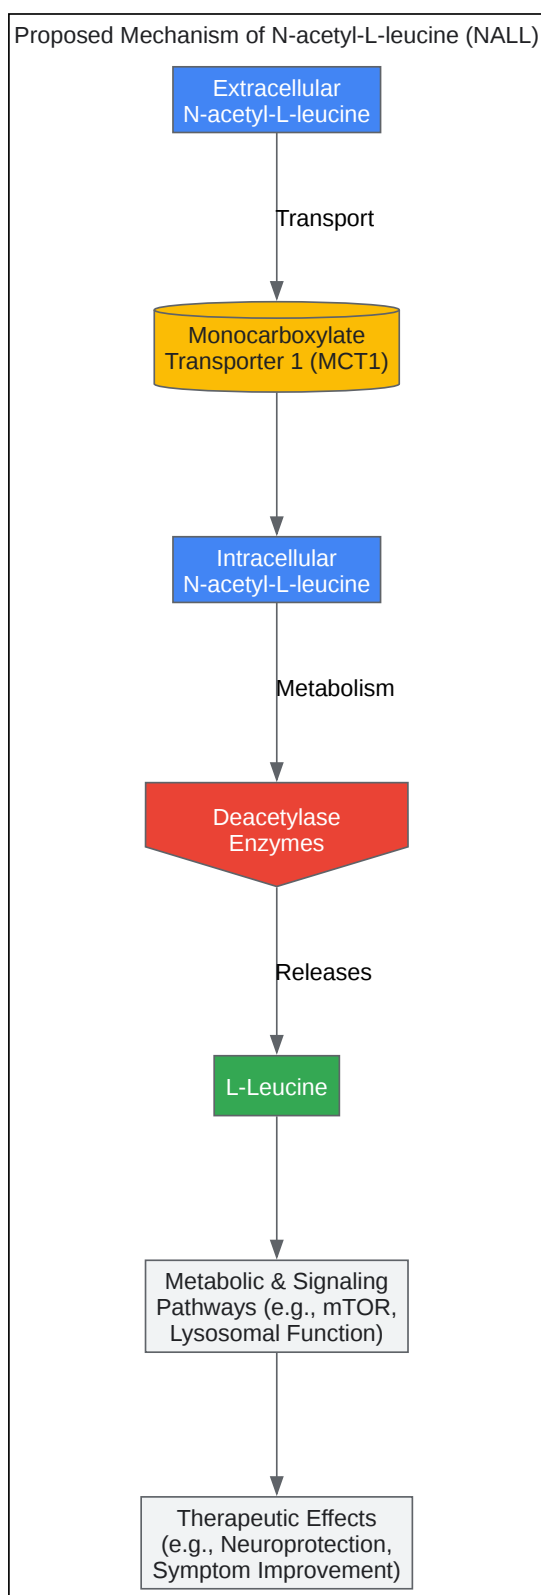 Proposed Mechanism of N-acetyl-L-leucine (NALL)
Extracellular
N-acetyl-L-leucine
Transport
Monocarboxylate
Transporter 1 (MCT1)
Intracellular
N-acetyl-L-leucine
Metabolism
Deacetylase
Enzymes
Releases
L-Leucine
Metabolic & Signaling
Pathways (e.g., mTOR,
Lysosomal Function)
Therapeutic Effects
(e.g., Neuroprotection,
Symptom Improvement)